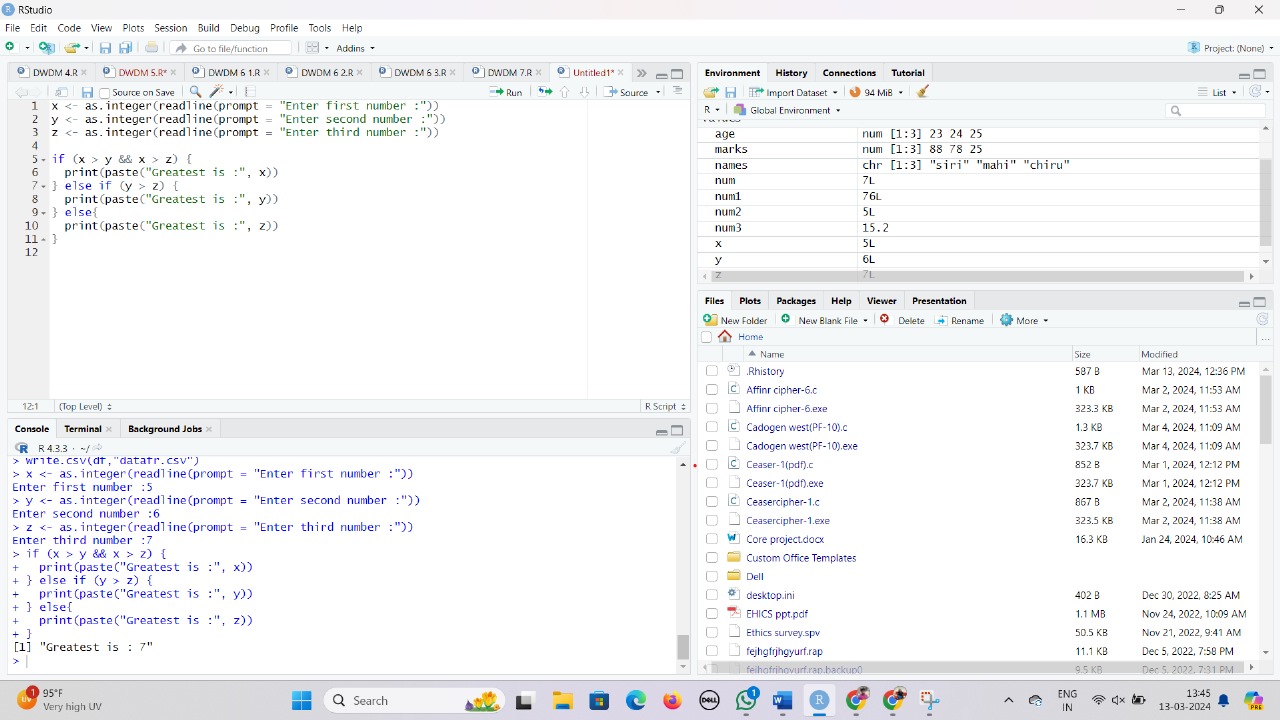 RStudio
File Edit Code View Plots Session Build Debug Profile Tools Help
Go to file/function Addins Project: (None)
DWDM 4.R DWDM 5.R* DWDM 6 1.R DWDM 6 2.R DWDM 6 3.R DWDM 7.R Untitled1*
Source on Save Run Source
1 x <- as.integer(readline(prompt = "Enter first number :"))
2 y <- as.integer(readline(prompt = "Enter second number :"))
3 z <- as.integer(readline(prompt = "Enter third number :"))
4
5 if (x > y && x > z) {
6 print(paste("Greatest is :", x))
7 } else if (y > z) {
8 print(paste("Greatest is :", y))
9 } else{
10 print(paste("Greatest is :", z))
11 }
12
12:1 (Top Level) R Script
Console Terminal Background Jobs
R 4.3.3 · ~/
> write.csv(df,"datafr.csv")
> x <- as.integer(readline(prompt = "Enter first number :"))
Enter first number :5
> y <- as.integer(readline(prompt = "Enter second number :"))
Enter second number :6
> z <- as.integer(readline(prompt = "Enter third number :"))
Enter third number :7
> if (x > y && x > z) {
+ print(paste("Greatest is :", x))
+ } else if (y > z) {
+ print(paste("Greatest is :", y))
+ } else{
+ print(paste("Greatest is :", z))
+ }
[1] "Greatest is : 7"
>
Environment History Connections Tutorial
Import Dataset 94 MiB List
R Global Environment
values
age num [1:3] 23 24 25
marks num [1:3] 88 78 25
names chr [1:3] "siri" "mahi" "chiru"
num 7L
num1 76L
num2 5L
num3 15.2
x 5L
y 6L
z 7L
Files Plots Packages Help Viewer Presentation
New Folder New Blank File Delete Rename More
Home ...
Name Size Modified
.Rhistory 587 B Mar 13, 2024, 12:36 PM
Affinr cipher-6.c 1 KB Mar 2, 2024, 11:53 AM
Affinr cipher-6.exe 323.3 KB Mar 2, 2024, 11:53 AM
Cadogen west(PF-10).c 1.3 KB Mar 4, 2024, 11:09 AM
Cadogen west(PF-10).exe 323.7 KB Mar 4, 2024, 11:09 AM
Ceaser-1(pdf).c 852 B Mar 1, 2024, 12:12 PM
Ceaser-1(pdf).exe 323.7 KB Mar 1, 2024, 12:12 PM
Ceasercipher-1.c 867 B Mar 2, 2024, 11:38 AM
Ceasercipher-1.exe 323.5 KB Mar 2, 2024, 11:38 AM
Core project.docx 16.3 KB Jan 24, 2024, 10:46 AM
Custom Office Templates
Dell
desktop.ini 402 B Dec 30, 2022, 8:25 AM
EHICS ppt.pdf 1.1 MB Nov 24, 2022, 10:09 AM
Ethics survey.spv 50.5 KB Nov 21, 2022, 9:41 AM
fejhgfrjhgyurf.rap 11.1 KB Dec 5, 2022, 7:58 PM
fejhgfrjhgyurf.rap.backup0 9.5 KB Dec 5, 2022, 7:31 PM
95°F
Very high UV
Search
ENG
IN
13:45
13-03-2024